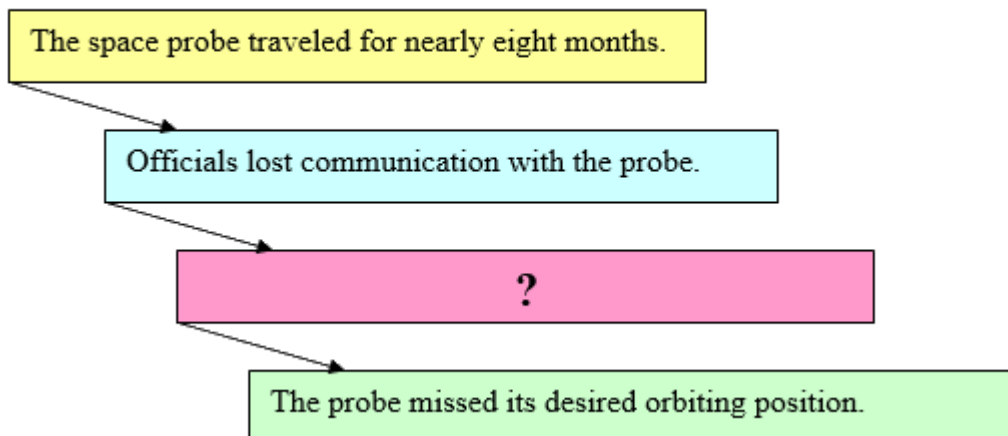 The space probe traveled for nearly eight months.
Officials lost communication with the probe.
?
The probe missed its desired orbiting position.